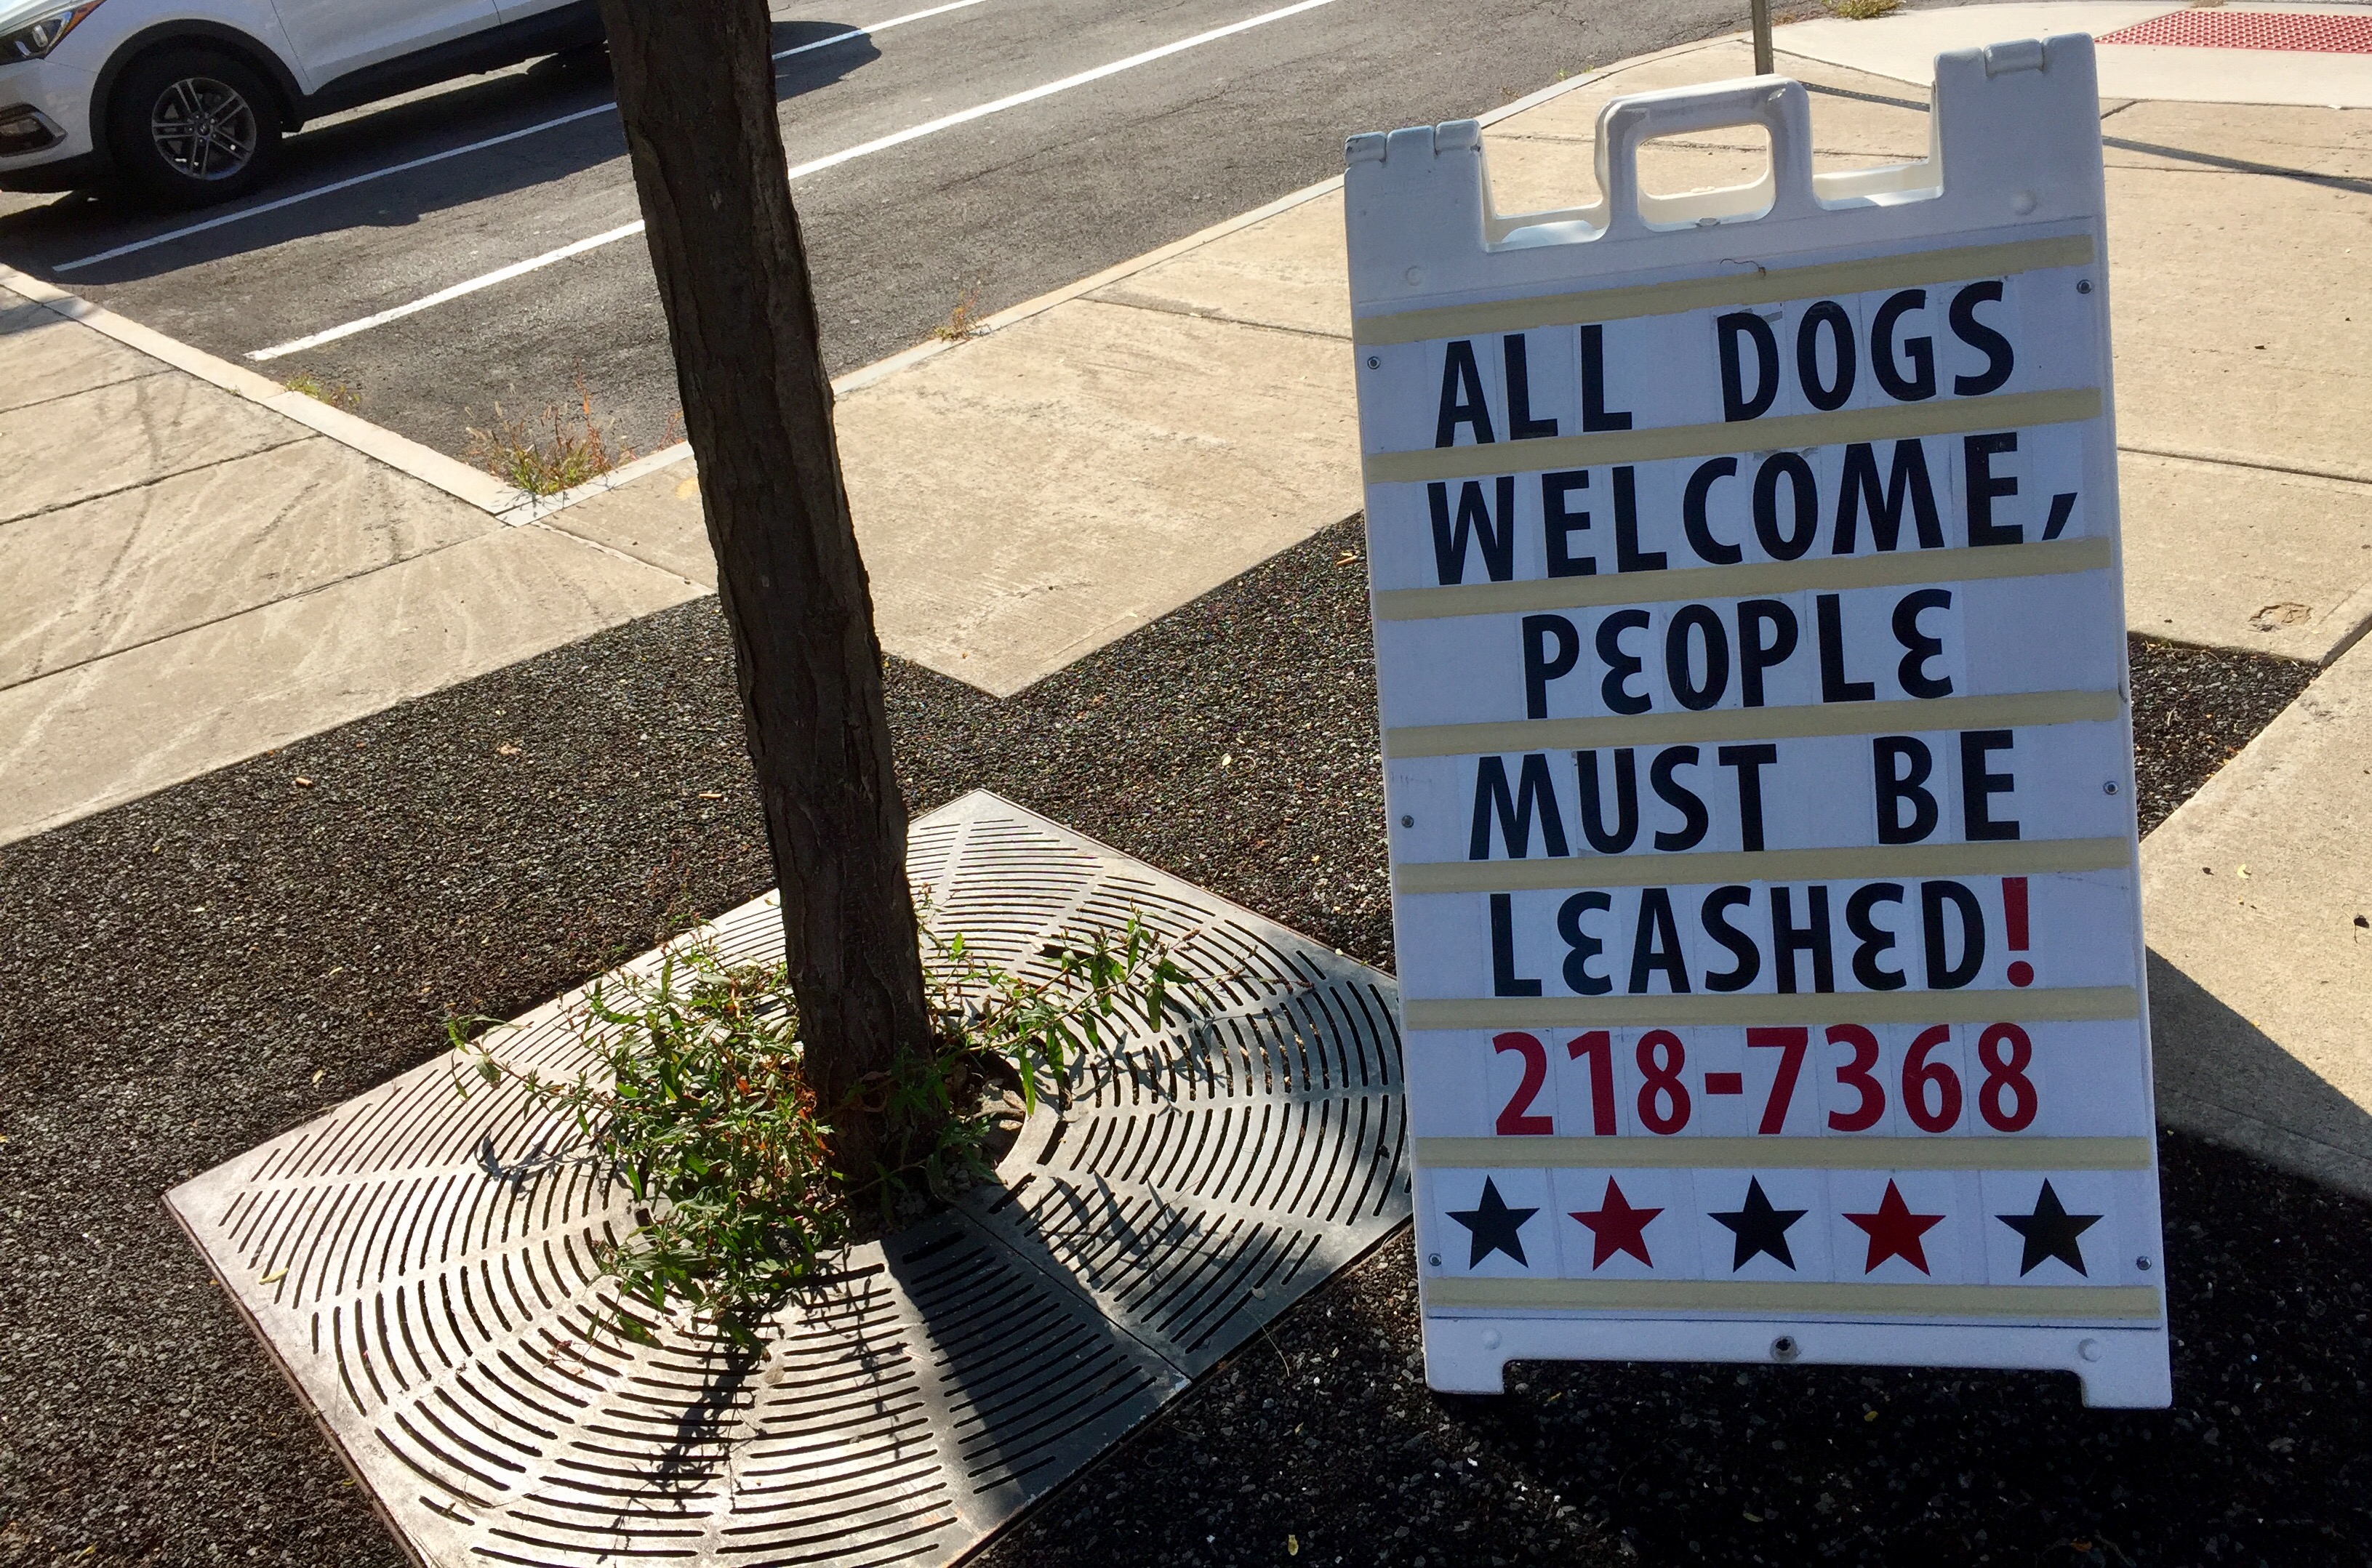 ALL DOGS
WELCOME,
PEOPLE
MUST BE
LEASHED!
218-7368